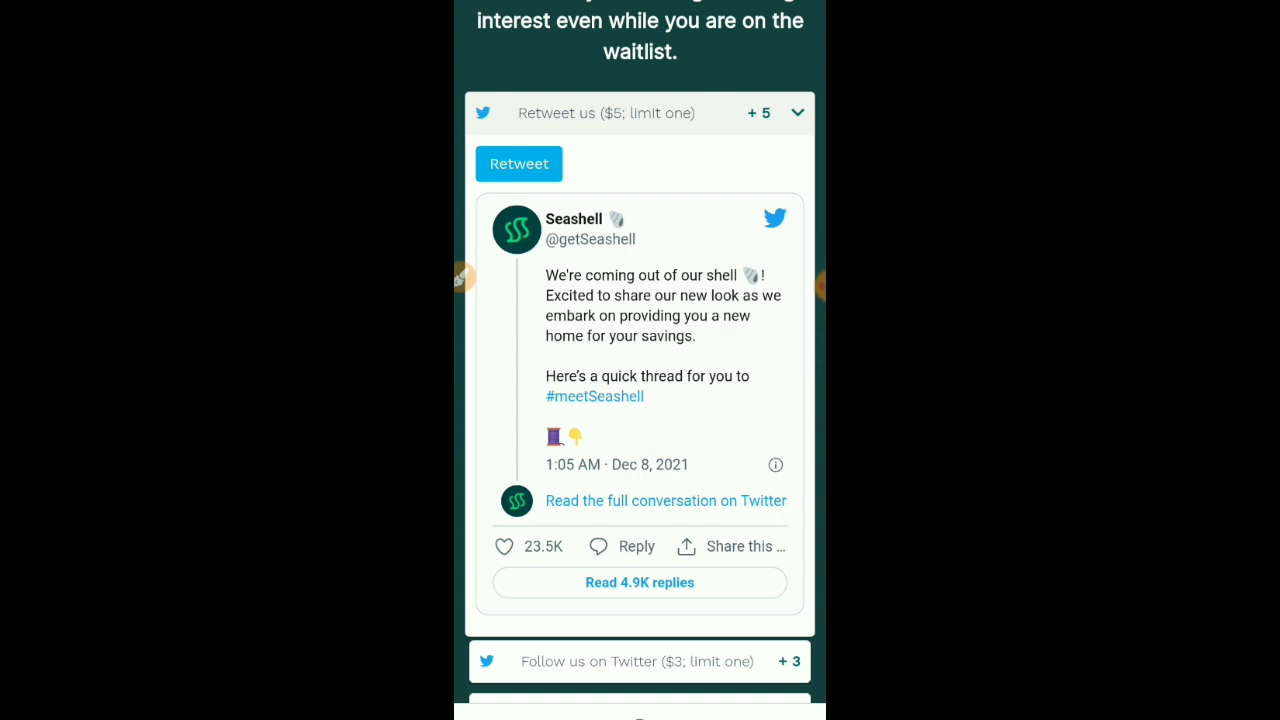 interest even while you are on the
waitlist.
Retweet us ($5; limit one) + 5
Retweet
Seashell
@getSeashell
We're coming out of our shell !
Excited to share our new look as we
embark on providing you a new
home for your savings.
Here’s a quick thread for you to
#meetSeashell
1:05 AM · Dec 8, 2021
Read the full conversation on Twitter
23.5K Reply Share this ...
Read 4.9K replies
Follow us on Twitter ($3; limit one) + 3